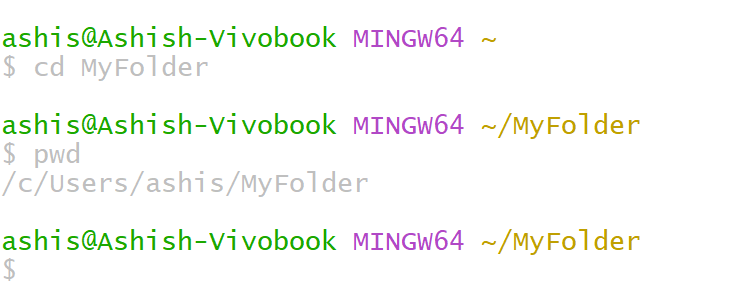 ashis@Ashish-Vivobook MINGW64 ~
$ cd MyFolder
ashis@Ashish-Vivobook MINGW64 ~/MyFolder
$ pwd
/c/Users/ashis/MyFolder
ashis@Ashish-Vivobook MINGW64 ~/MyFolder
$